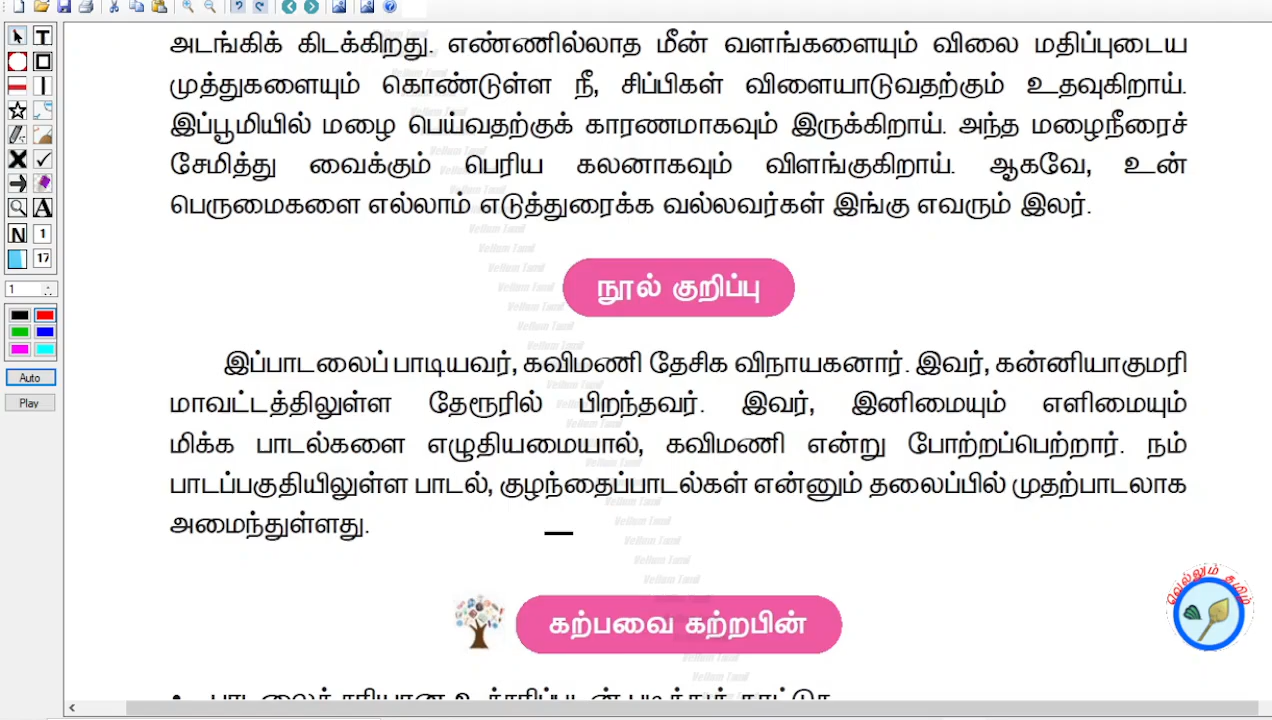 அடங்கிக் கிடக்கிறது. எண்ணில்லாத மீன் வளங்களையும் விலை மதிப்புடைய
முத்துகளையும் கொண்டுள்ள நீ, சிப்பிகள் விளையாடுவதற்கும் உதவுகிறாய்.
இப்பூமியில் மழை பெய்வதற்குக் காரணமாகவும் இருக்கிறாய். அந்த மழைநீரைச்
சேமித்து வைக்கும் பெரிய கலனாகவும் விளங்குகிறாய். ஆகவே, உன்
பெருமைகளை எல்லாம் எடுத்துரைக்க வல்லவர்கள் இங்கு எவரும் இலர்.
நூல் குறிப்பு
இப்பாடலைப் பாடியவர், கவிமணி தேசிக விநாயகனார். இவர், கன்னியாகுமரி
மாவட்டத்திலுள்ள தேரூரில் பிறந்தவர். இவர், இனிமையும் எளிமையும்
மிக்க பாடல்களை எழுதியமையால், கவிமணி என்று போற்றப்பெற்றார். நம்
பாடப்பகுதியிலுள்ள பாடல், குழந்தைப்பாடல்கள் என்னும் தலைப்பில் முதற்பாடலாக
அமைந்துள்ளது.
வெல்லும் தமிழ்
கற்பவை கற்றபின்
1
17
1
Auto
Play